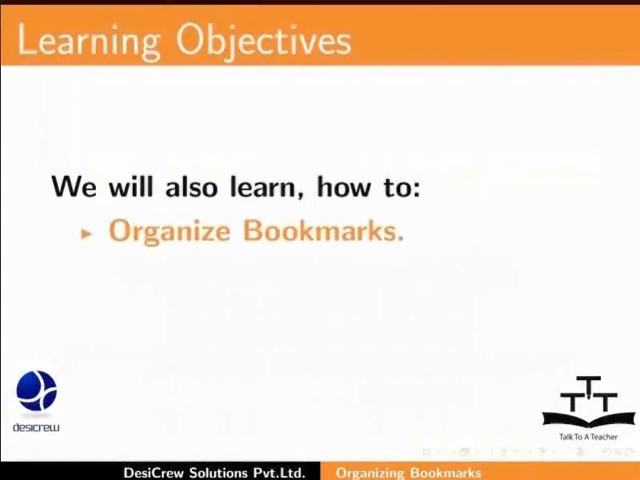 Learning Objectives
We will also learn, how to:
Organize Bookmarks.
desicrew
TTT
Talk To A Teacher
DesiCrew Solutions Pvt.Ltd.
Organizing Bookmarks